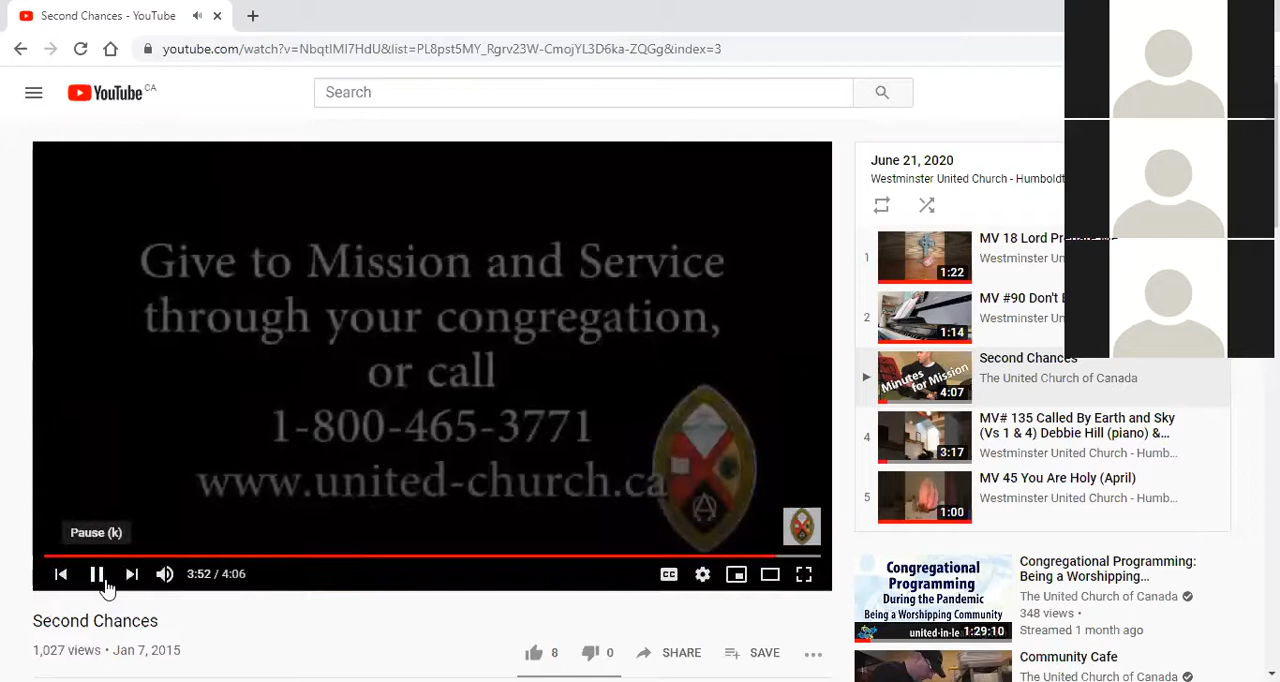 Second Chances - YouTube
youtube.com/watch?v=NbqtlMI7HdU&list=PL8pst5MY_Rgrv23W-CmojYL3D6ka-ZQGg&index=3
YouTube CA
Search
Give to Mission and Service
through your congregation,
or call
1-800-465-3771
www.united-church.ca
Pause (k)
3:52 / 4:06
CC
Second Chances
1,027 views • Jan 7, 2015
8
0
SHARE
SAVE
June 21, 2020
Westminster United Church - Humboldt
1
1:22
MV 18 Lord
Westminster
2
1:14
MV #90 Don't
Westminster
Minutes
for Mission
4:07
Second Chances
The United Church of Canada
4
3:17
MV# 135 Called By Earth and Sky
(Vs 1 & 4) Debbie Hill (piano) &...
Westminster United Church - Humb...
5
1:00
MV 45 You Are Holy (April)
Westminster United Church - Humb...
Congregational
Programming
During the Pandemic
Being a Worshipping Community
united-in-le
1:29:10
Congregational Programming:
Being a Worshipping...
The United Church of Canada
348 views •
Streamed 1 month ago
Community Cafe
The United Church of Canada